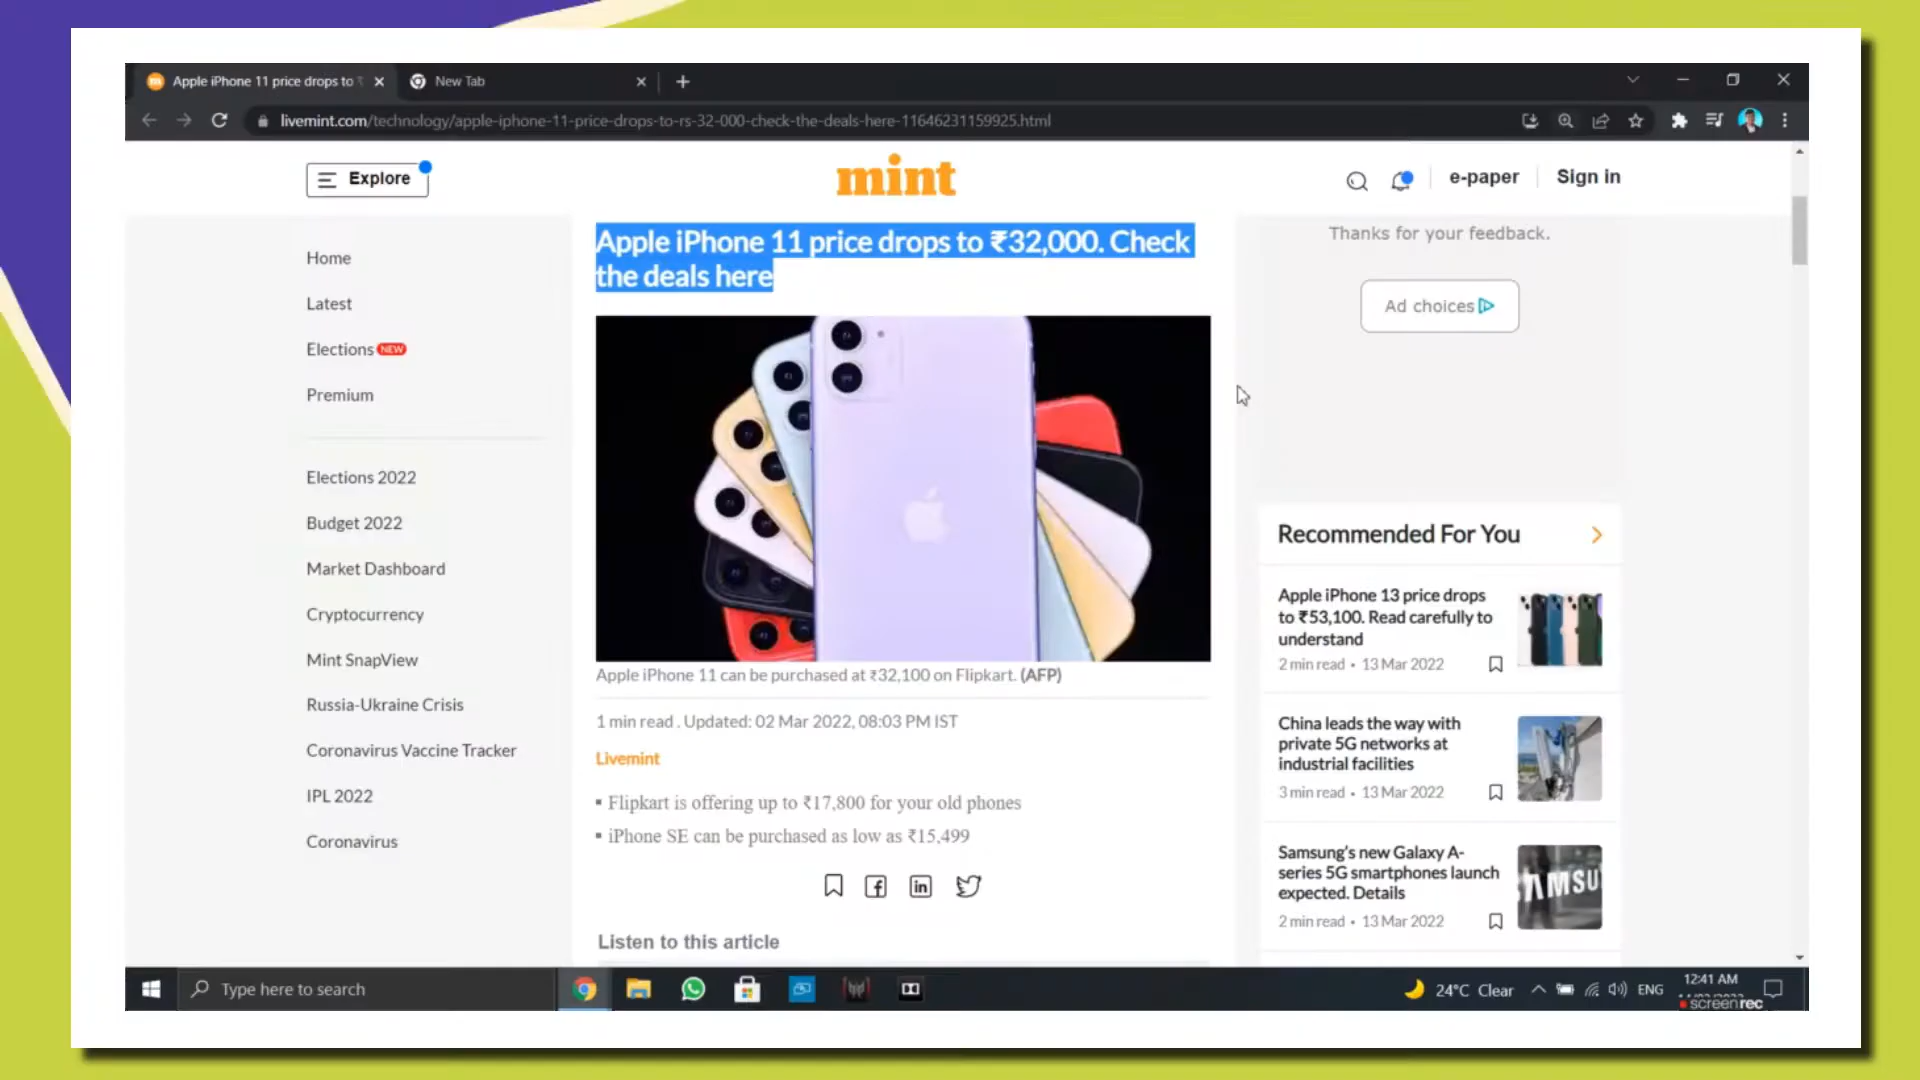 Apple iPhone 11 price drops to
New Tab
livemint.com/technology/apple-iphone-11-price-drops-to-rs-32-000-check-the-deals-here-11646231159925.html
Explore
mint
e-paper
Sign in
Home
Latest
Elections NEW
Premium
Elections 2022
Budget 2022
Market Dashboard
Cryptocurrency
Mint SnapView
Russia-Ukraine Crisis
Coronavirus Vaccine Tracker
IPL 2022
Coronavirus
Apple iPhone 11 price drops to ₹32,000. Check
the deals here
Apple iPhone 11 can be purchased at ₹32,100 on Flipkart. (AFP)
1 min read . Updated: 02 Mar 2022, 08:03 PM IST
Livemint
▪ Flipkart is offering up to ₹17,800 for your old phones
▪ iPhone SE can be purchased as low as ₹15,499
Listen to this article
Thanks for your feedback.
Ad choices
Recommended For You
Apple iPhone 13 price drops
to ₹53,100. Read carefully to
understand
2 min read • 13 Mar 2022
China leads the way with
private 5G networks at
industrial facilities
3 min read • 13 Mar 2022
Samsung's new Galaxy A-
series 5G smartphones launch
expected. Details
2 min read • 13 Mar 2022
AMSU
Type here to search
24°C Clear
ENG
12:41 AM
screenrec